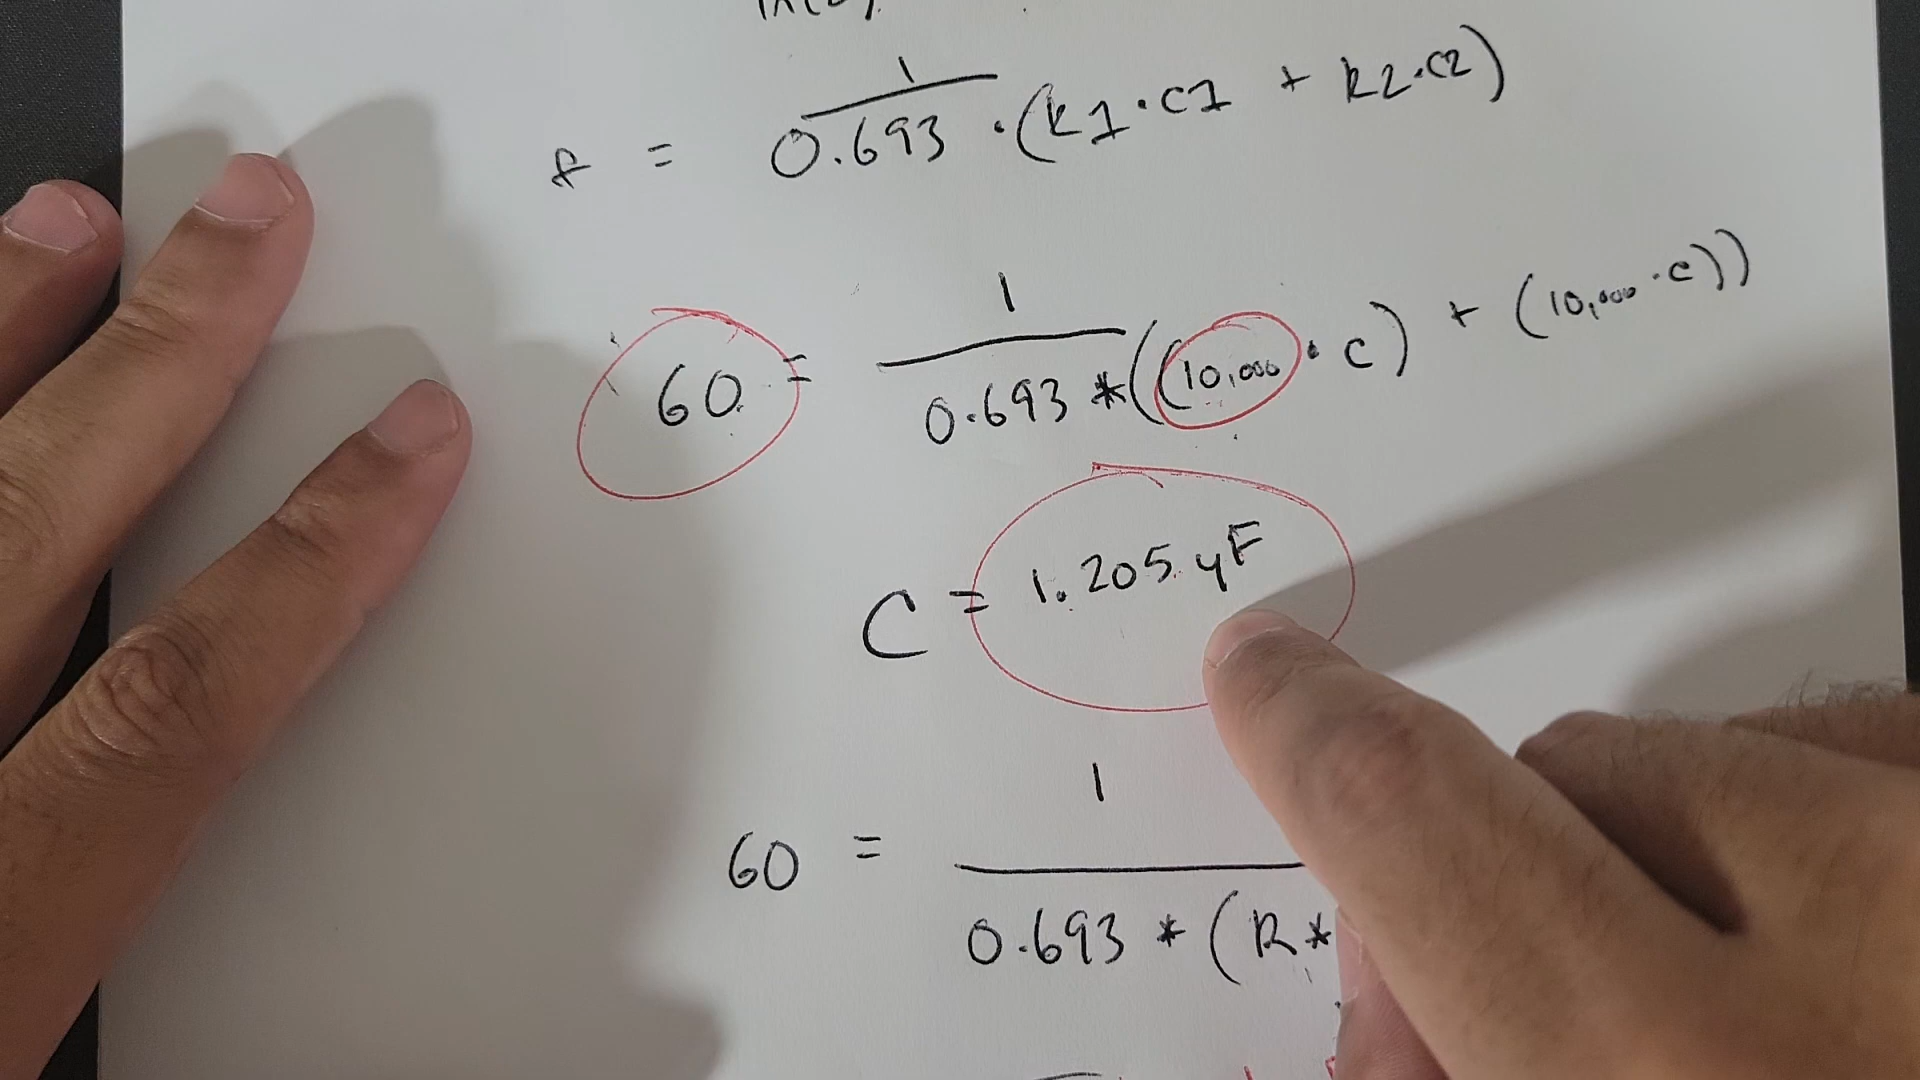 f = 1 / 0.693 · (R1 · C1 + R2 · C2)
60 = 1 / 0.693 * ((10,000 · C) + (10,000 · C))
C = 1.205 μF
60 = 1 / 0.693 * (R *